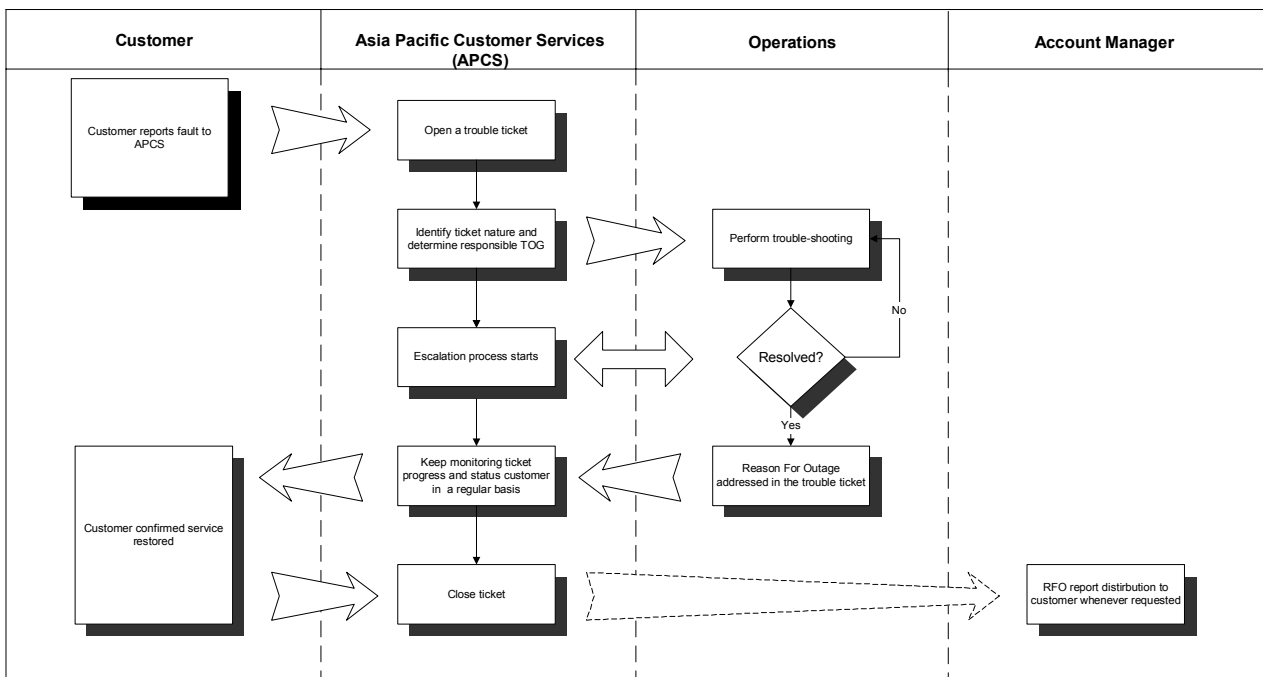 Customer
Asia Pacific Customer Services
(APCS)
Operations
Account Manager
Customer reports fault to
APCS
Open a trouble ticket
Identify ticket nature and
determine responsible TOG
Perform trouble-shooting
No
Escalation process starts
Resolved?
Yes
Keep monitoring ticket
progress and status customer
in a regular basis
Reason For Outage
addressed in the trouble ticket
Customer confirmed service
restored
Close ticket
RFO report distirbution to
customer whenever requested